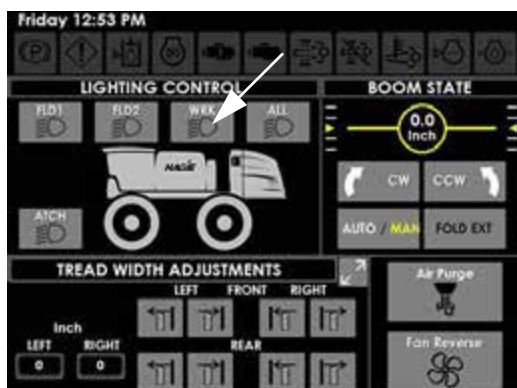 Friday 12:53 PM
LIGHTING CONTROL
BOOM STATE
FLD1 FLD2 WRK ALL
0.0
Inch
HAGIE
CW CCW
ATCH
AUTO / MAN FOLD EXT
TREAD WIDTH ADJUSTMENTS
LEFT FRONT RIGHT
Air Purge
Inch
LEFT RIGHT
REAR
0 0
Fan Reverse